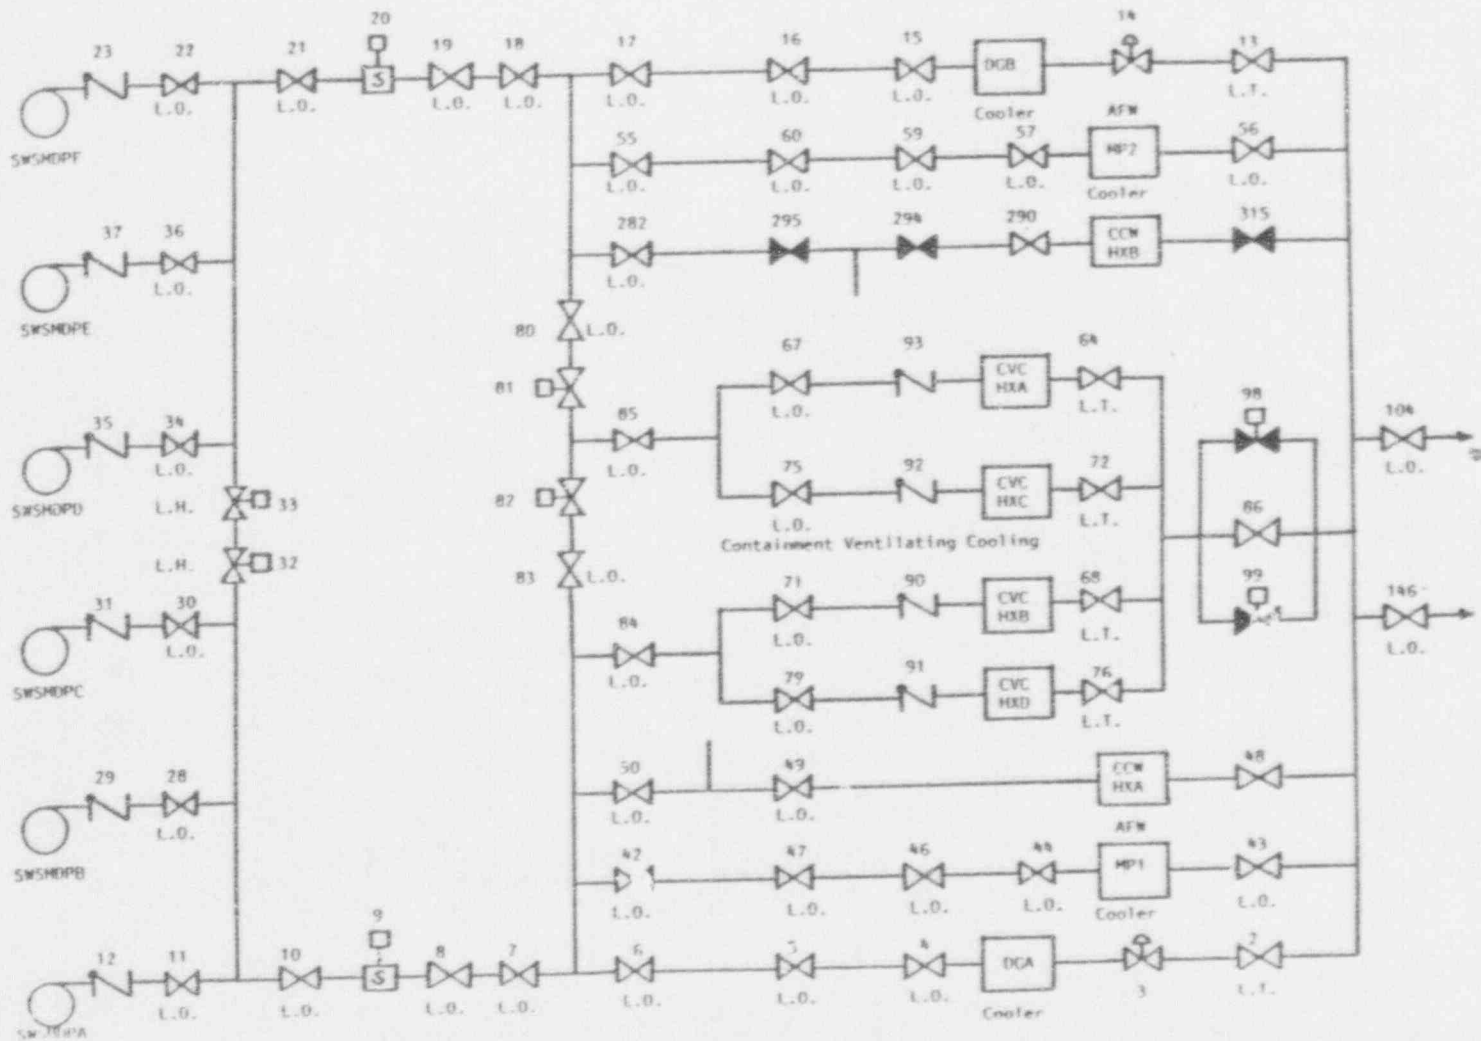 20
14
23
22
21
19
18
17
16
15
13
DGB
L.O.
L.O.
S
L.O.
L.O.
L.O.
L.O.
L.O.
Cooler
L.T.
AFW
SWSMDPF
55
60
59
57
56
MP2
L.O.
L.O.
L.O.
L.O.
L.O.
Cooler
37
36
282
295
294
290
315
CCW
HXB
L.O.
L.O.
SWSMDPE
80
L.O.
67
93
64
CVC
HXA
81
98
L.O.
L.T.
35
34
85
104
L.O.
L.O.
L.O.
75
92
72
CVC
HXC
SWSMDPD
L.H.
33
82
L.O.
L.T.
86
Containment Ventilating Cooling
L.H.
32
83
L.O.
71
90
68
99
146
CVC
HXB
31
30
L.O.
L.T.
84
L.O.
L.O.
L.O.
79
91
76
CVC
HXD
SWSMDPC
L.O.
L.T.
29
28
50
49
48
CCW
HXA
L.O.
L.O.
L.O.
AFW
SWSMDPB
42
47
46
44
43
MP1
L.O.
L.O.
L.O.
L.O.
L.O.
Cooler
9
12
11
10
8
7
6
5
4
2
DGA
S
L.O.
L.O.
L.O.
L.O.
L.O.
L.O.
L.O.
3
L.T.
Cooler